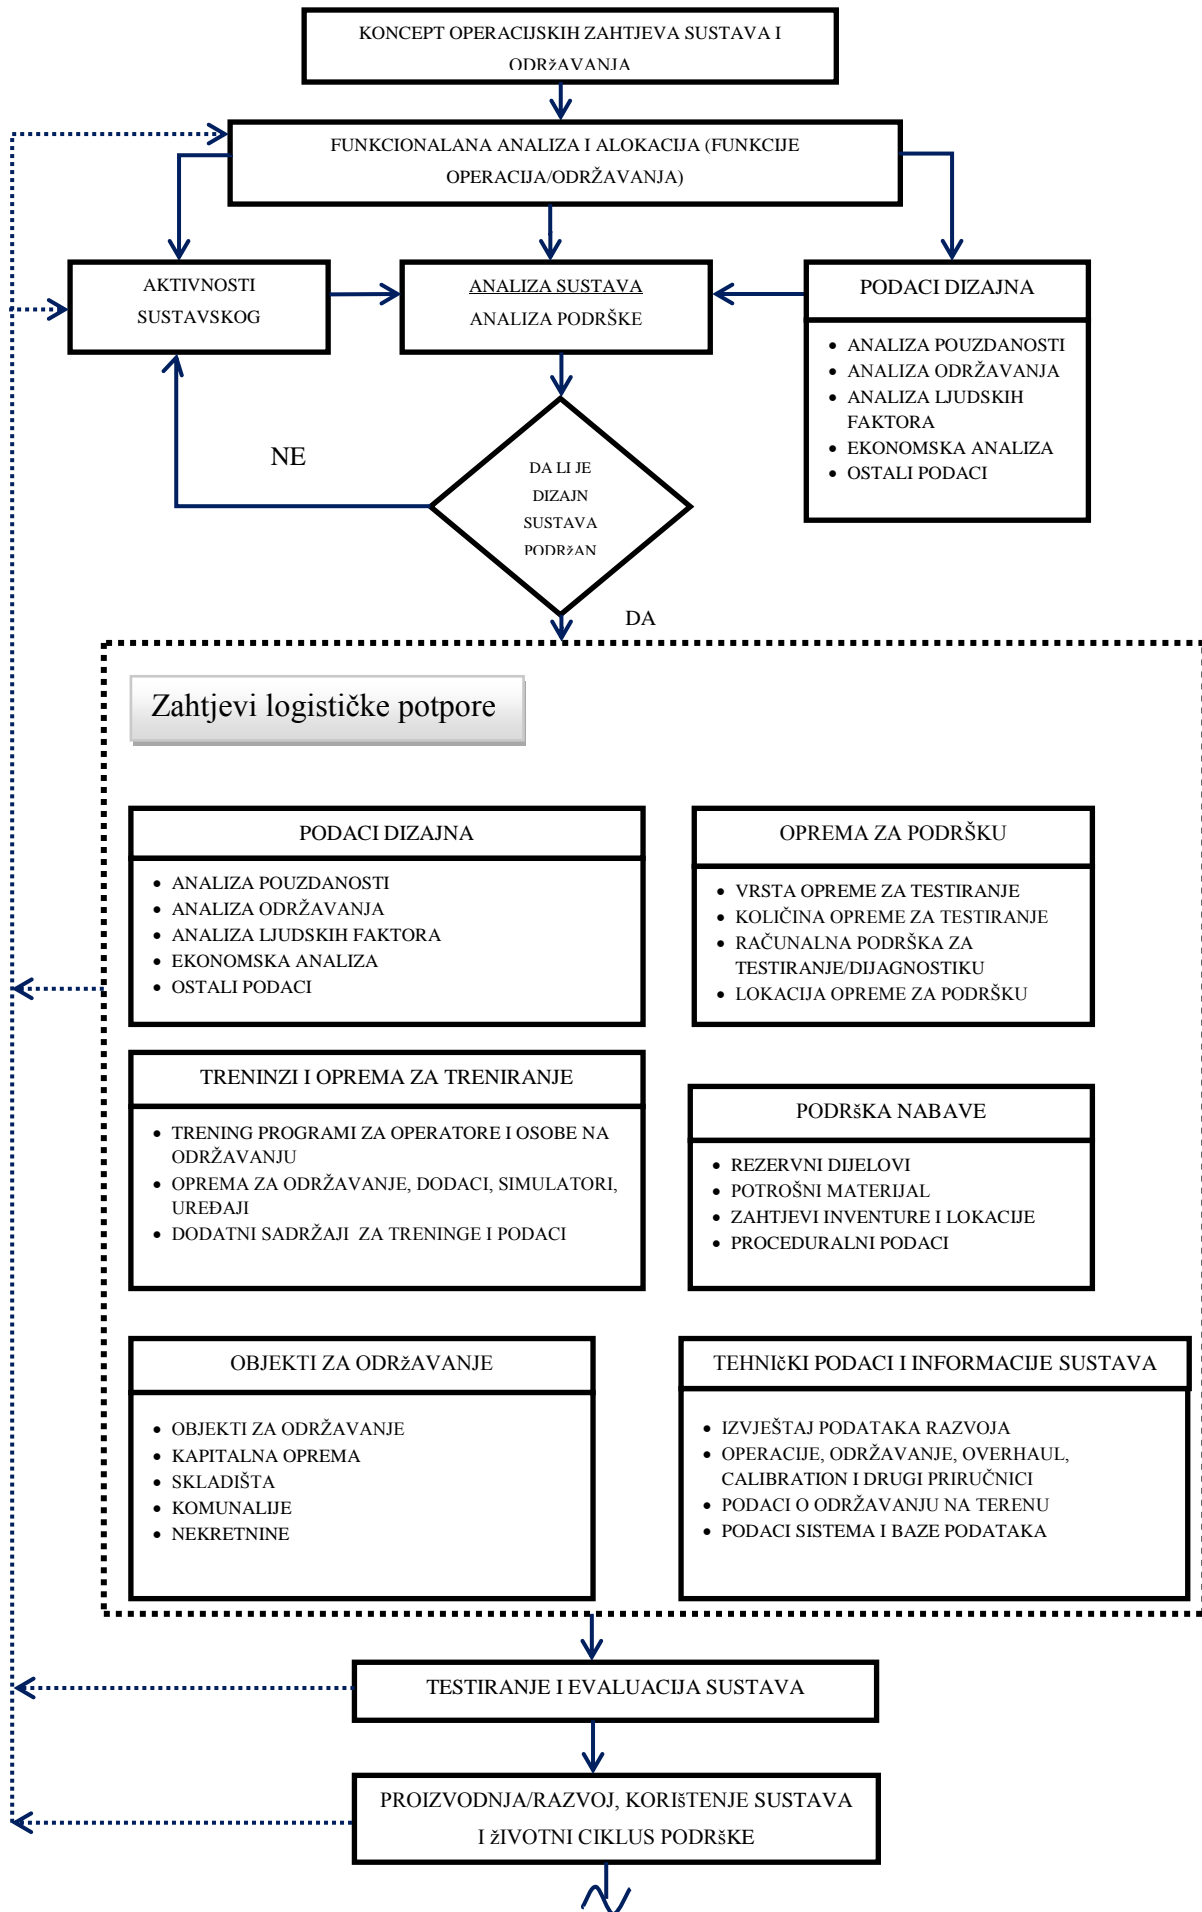 KONCEPT OPERACIJSKIH ZAHTJEVA SUSTAVA I
ODRžAVANJA
FUNKCIONALANA ANALIZA I ALOKACIJA (FUNKCIJE
OPERACIJA/ODRŽAVANJA)
AKTIVNOSTI
SUSTAVSKOG
ANALIZA SUSTAVA
ANALIZA PODRŠKE
PODACI DIZAJNA
• ANALIZA POUZDANOSTI
• ANALIZA ODRŽAVANJA
• ANALIZA LJUDSKIH
FAKTORA
• EKONOMSKA ANALIZA
• OSTALI PODACI
NE
DA LI JE
DIZAJN
SUSTAVA
PODRžAN
DA
Zahtjevi logističke potpore
PODACI DIZAJNA
• ANALIZA POUZDANOSTI
• ANALIZA ODRŽAVANJA
• ANALIZA LJUDSKIH FAKTORA
• EKONOMSKA ANALIZA
• OSTALI PODACI
OPREMA ZA PODRŠKU
• VRSTA OPREME ZA TESTIRANJE
• KOLIČINA OPREME ZA TESTIRANJE
• RAČUNALNA PODRŠKA ZA
TESTIRANJE/DIJAGNOSTIKU
• LOKACIJA OPREME ZA PODRŠKU
TRENINZI I OPREMA ZA TRENIRANJE
• TRENING PROGRAMI ZA OPERATORE I OSOBE NA
ODRŽAVANJU
• OPREMA ZA ODRŽAVANJE, DODACI, SIMULATORI,
UREĐAJI
• DODATNI SADRŽAJI ZA TRENINGE I PODACI
PODRšKA NABAVE
• REZERVNI DIJELOVI
• POTROŠNI MATERIJAL
• ZAHTJEVI INVENTURE I LOKACIJE
• PROCEDURALNI PODACI
OBJEKTI ZA ODRžAVANJE
• OBJEKTI ZA ODRŽAVANJE
• KAPITALNA OPREMA
• SKLADIŠTA
• KOMUNALIJE
• NEKRETNINE
TEHNIčKI PODACI I INFORMACIJE SUSTAVA
• IZVJEŠTAJ PODATAKA RAZVOJA
• OPERACIJE, ODRŽAVANJE, OVERHAUL,
CALIBRATION I DRUGI PRIRUČNICI
• PODACI O ODRŽAVANJU NA TERENU
• PODACI SISTEMA I BAZE PODATAKA
TESTIRANJE I EVALUACIJA SUSTAVA
PROIZVODNJA/RAZVOJ, KORIšTENJE SUSTAVA
I žIVOTNI CIKLUS PODRšKE